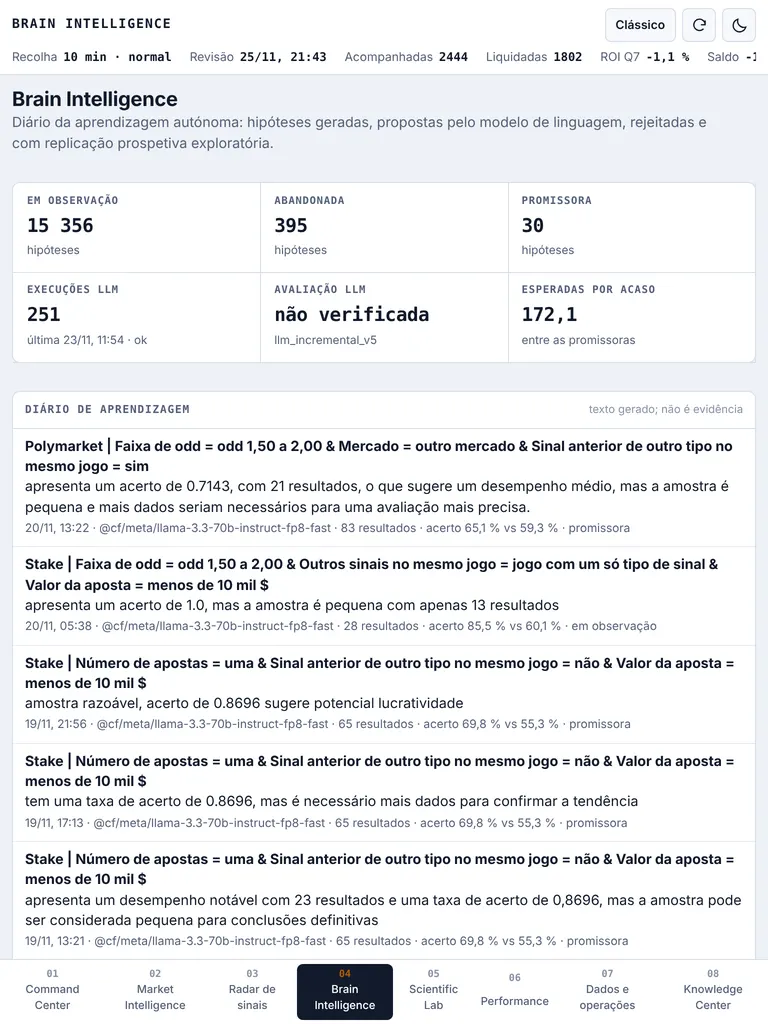 BRAIN INTELLIGENCE
Clássico
Recolha 10 min · normal Revisão 25/11, 21:43 Acompanhadas 2444 Liquidadas 1802 ROI Q7 -1,1 % Saldo
Brain Intelligence
Diário da aprendizagem autónoma: hipóteses geradas, propostas pelo modelo de linguagem, rejeitadas e
com replicação prospetiva exploratória.
EM OBSERVAÇÃO
15 356
hipóteses
ABANDONADA
395
hipóteses
PROMISSORA
30
hipóteses
EXECUÇÕES LLM
251
última 23/11, 11:54 · ok
AVALIAÇÃO LLM
não verificada
llm_incremental_v5
ESPERADAS POR ACASO
172,1
entre as promissoras
DIÁRIO DE APRENDIZAGEM
texto gerado; não é evidência
Polymarket | Faixa de odd = odd 1,50 a 2,00 & Mercado = outro mercado & Sinal anterior de outro tipo no
mesmo jogo = sim
apresenta um acerto de 0.7143, com 21 resultados, o que sugere um desempenho médio, mas a amostra é
pequena e mais dados seriam necessários para uma avaliação mais precisa.
20/11, 13:22 · @cf/meta/llama-3.3-70b-instruct-fp8-fast · 83 resultados · acerto 65,1 % vs 59,3 % · promissora
Stake | Faixa de odd = odd 1,50 a 2,00 & Outros sinais no mesmo jogo = jogo com um só tipo de sinal &
Valor da aposta = menos de 10 mil $
apresenta um acerto de 1.0, mas a amostra é pequena com apenas 13 resultados
20/11, 05:38 · @cf/meta/llama-3.3-70b-instruct-fp8-fast · 28 resultados · acerto 85,5 % vs 60,1 % · em observação
Stake | Número de apostas = uma & Sinal anterior de outro tipo no mesmo jogo = não & Valor da aposta =
menos de 10 mil $
amostra razoável, acerto de 0.8696 sugere potencial lucratividade
19/11, 21:56 · @cf/meta/llama-3.3-70b-instruct-fp8-fast · 65 resultados · acerto 69,8 % vs 55,3 % · promissora
Stake | Número de apostas = uma & Sinal anterior de outro tipo no mesmo jogo = não & Valor da aposta =
menos de 10 mil $
tem uma taxa de acerto de 0.8696, mas é necessário mais dados para confirmar a tendência
19/11, 17:13 · @cf/meta/llama-3.3-70b-instruct-fp8-fast · 65 resultados · acerto 69,8 % vs 55,3 % · promissora
Stake | Número de apostas = uma & Sinal anterior de outro tipo no mesmo jogo = não & Valor da aposta =
menos de 10 mil $
apresenta um desempenho notável com 23 resultados e uma taxa de acerto de 0,8696, mas a amostra pode
ser considerada pequena para conclusões definitivas
19/11, 13:21 · @cf/meta/llama-3.3-70b-instruct-fp8-fast · 65 resultados · acerto 69,8 % vs 55,3 % · promissora
01
Command
Center
02
Market
Intelligence
03
Radar de
sinais
04
Brain
Intelligence
05
Scientific
Lab
06
Performance
07
Dados e
operações
08
Knowledge
Center